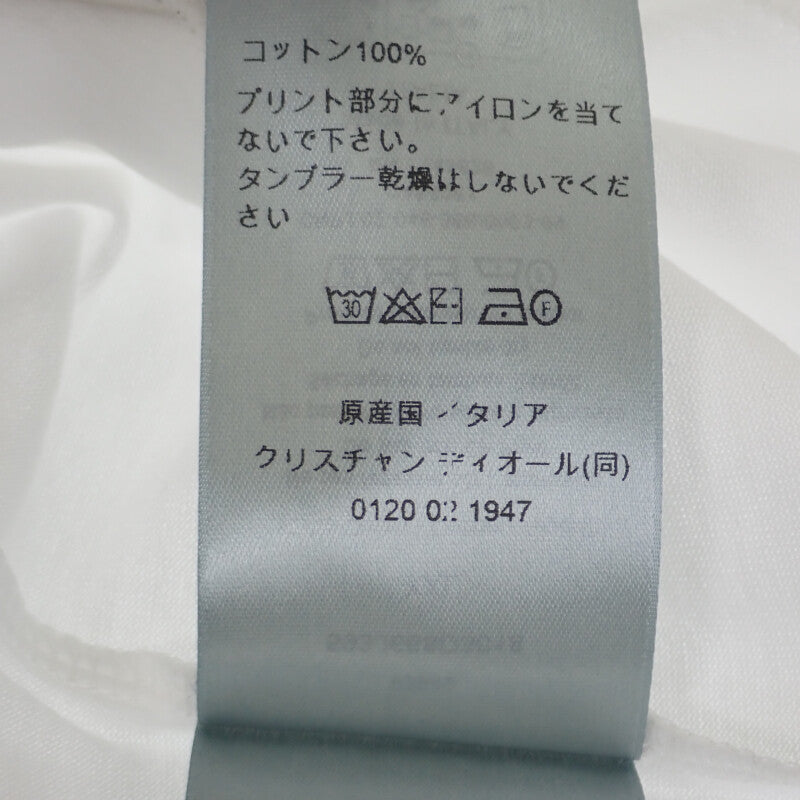 コットン100%
プリント部分にアイロンを当て
ないで下さい。
タンブラー乾燥はしないでくだ
さい
30 F
原産国 イタリア
クリスチャン ディオール(同)
0120 02 1947